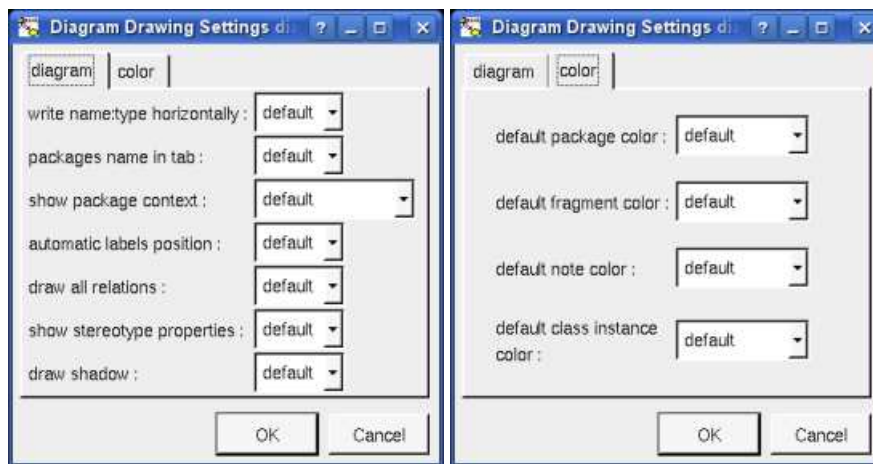 Diagram Drawing Settings di
diagram color
write name:type horizontally : default
packages name in tab : default
show package context : default
automatic labels position : default
draw all relations : default
show stereotype properties : default
draw shadow : default
OK Cancel
Diagram Drawing Settings di
diagram color
default package color : default
default fragment color : default
default note color : default
default class instance
color : default
OK Cancel